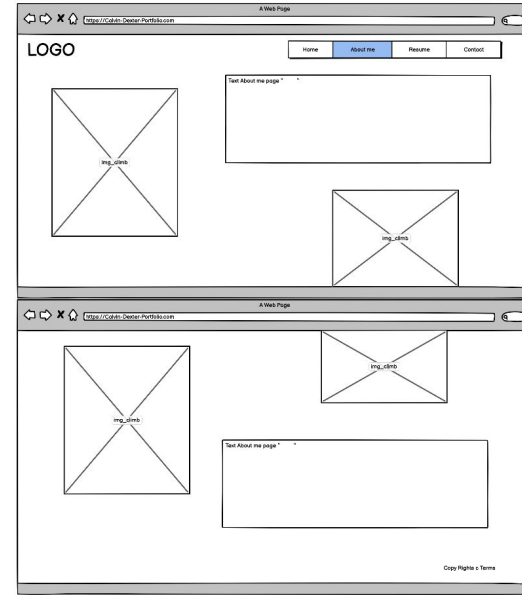 A Web Page
https://Calvin-Dexter-Portfolio.com
LOGO
Home
About me
Resume
Contact
Text About me page "      "
img_climb
img_climb
A Web Page
https://Calvin-Dexter-Portfolio.com
img_climb
img_climb
Text About me page "      "
Copy Rights c Terms